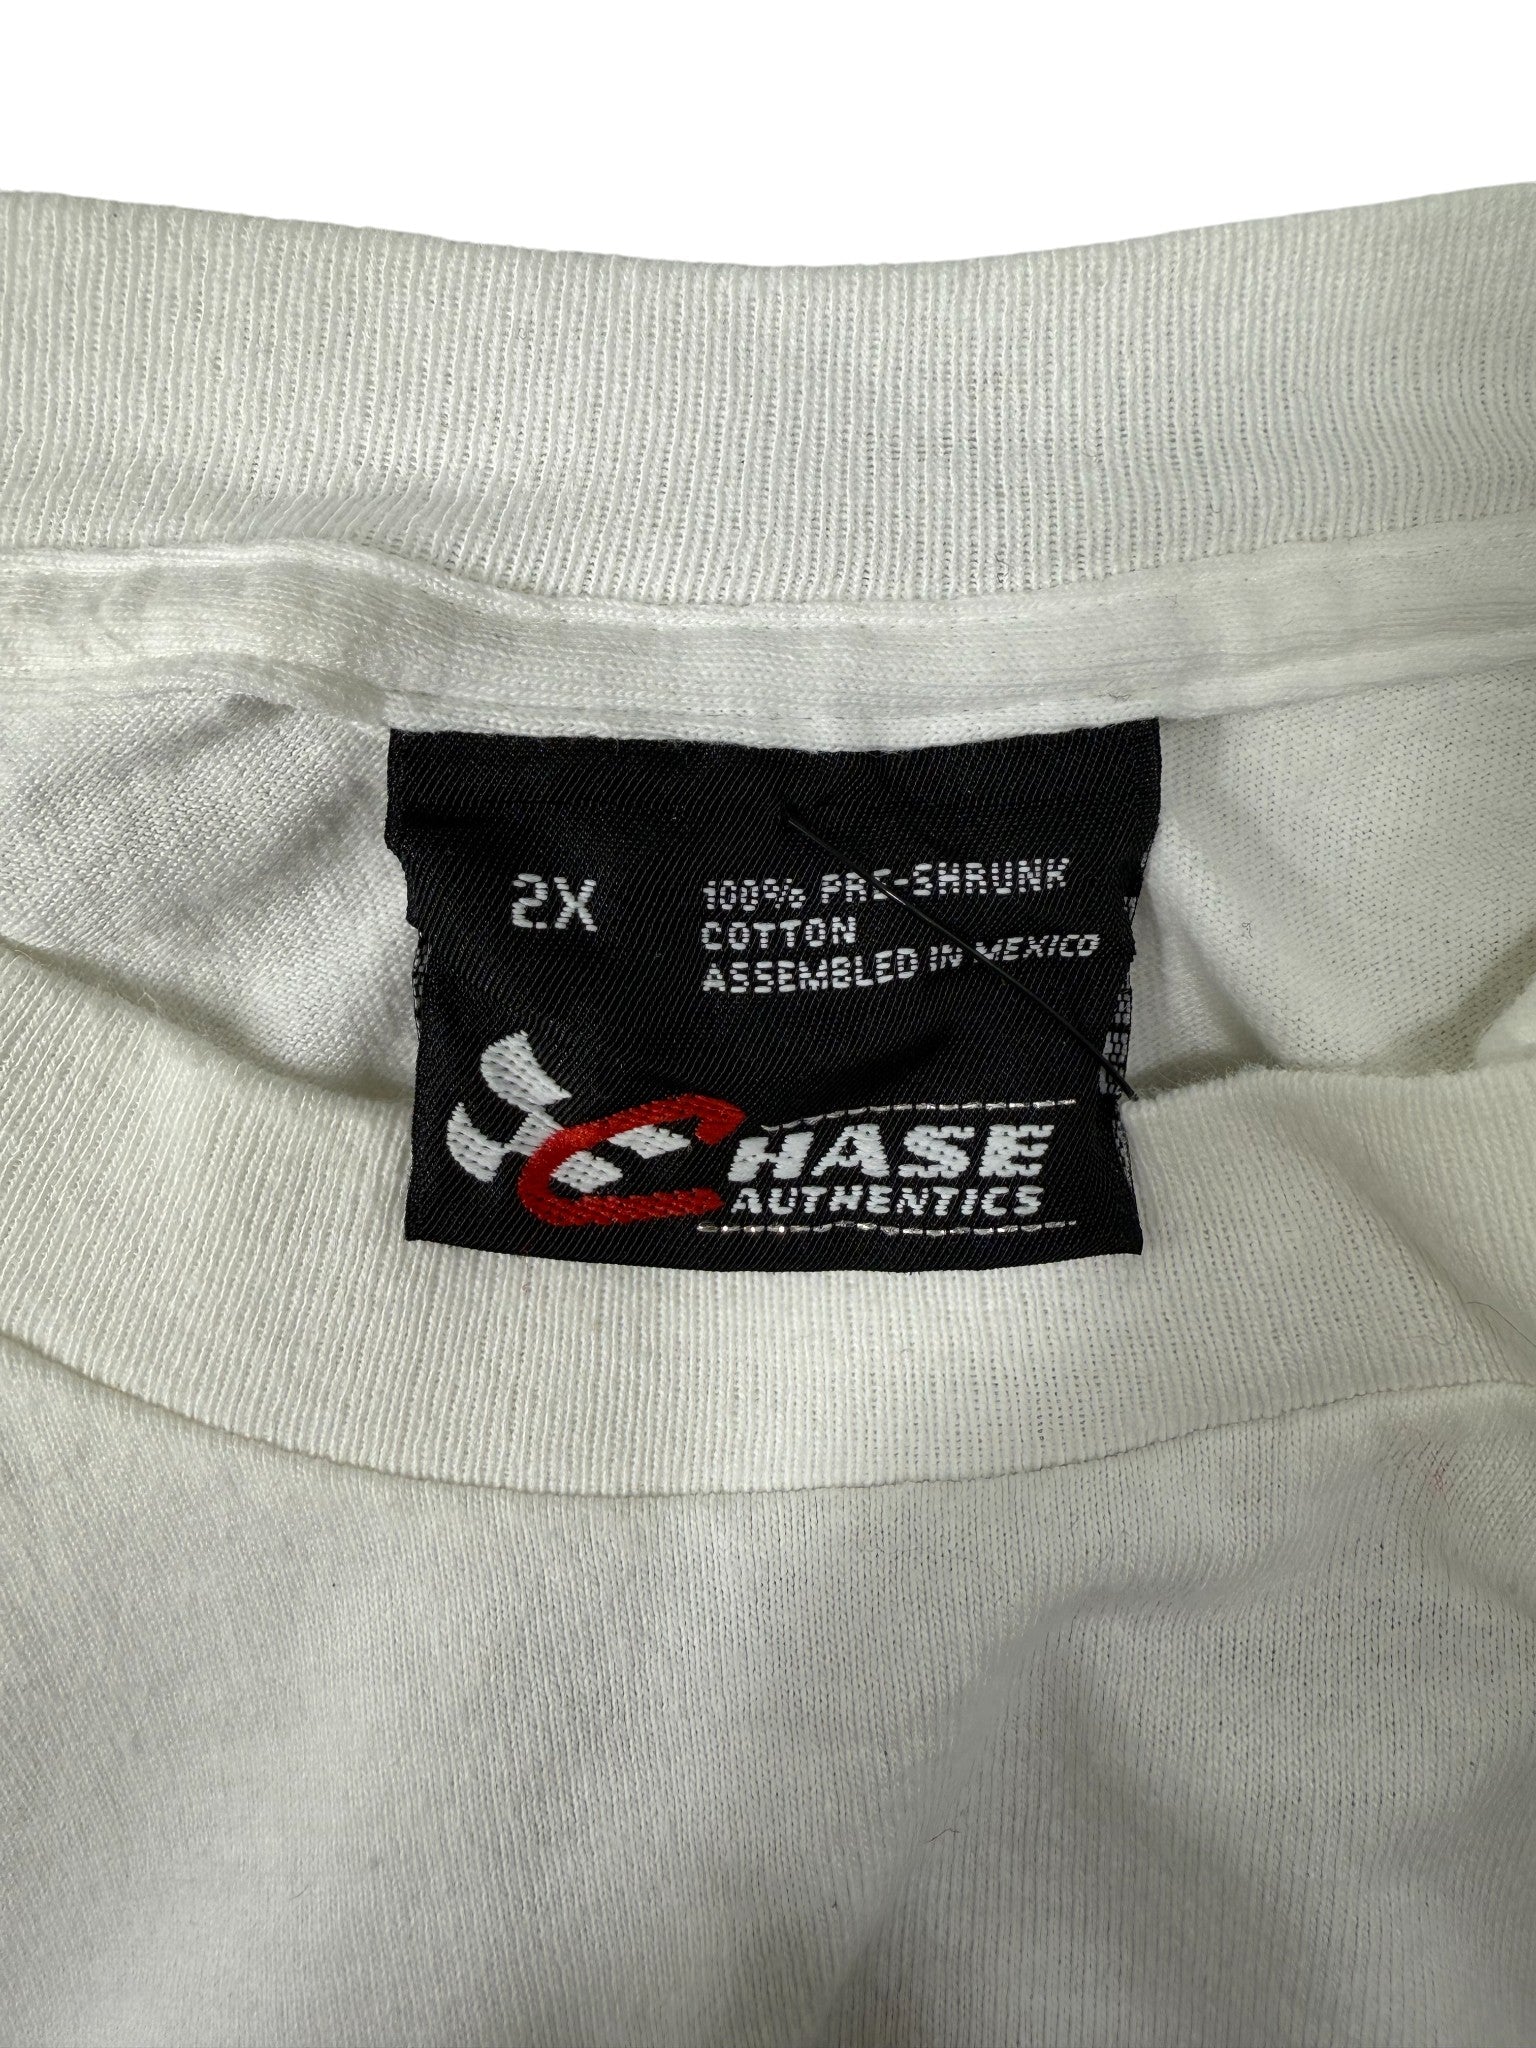 2X
100% PRE-SHRUNK
COTTON
ASSEMBLED IN MEXICO
CHASE
AUTHENTICS